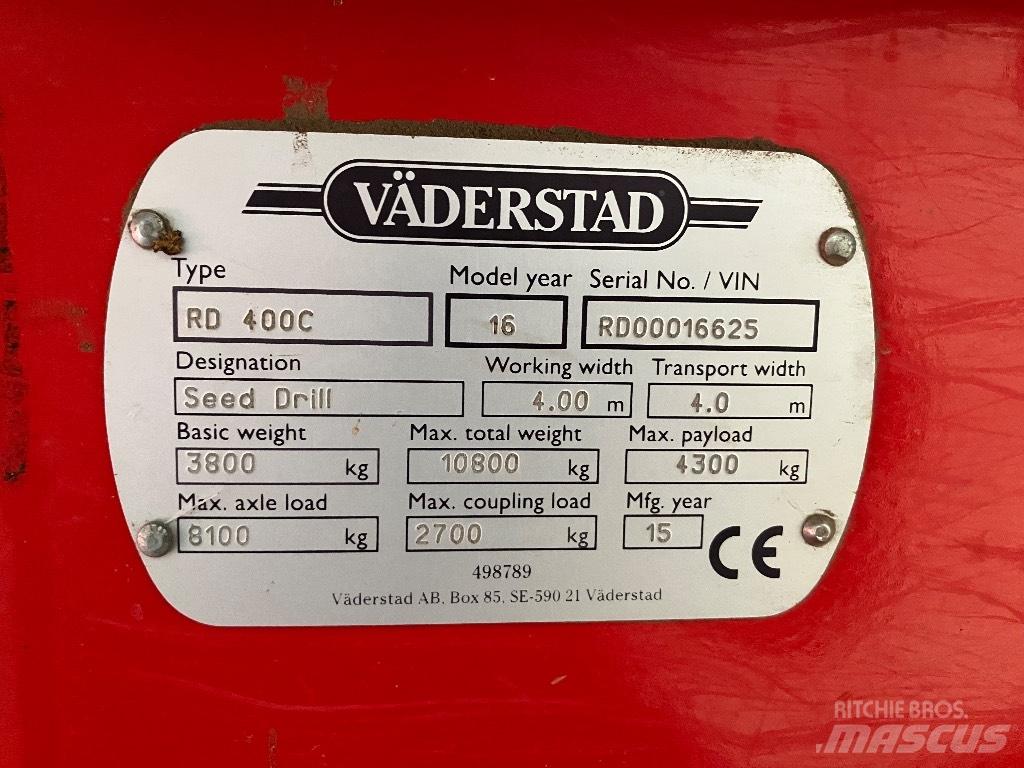 VÄDERSTAD
Type Model year Serial No. / VIN
RD 400C 16 RD00016625
Designation Working width Transport width
Seed Drill 4.00 m 4.0 m
Basic weight Max. total weight Max. payload
3800 kg 10800 kg 4300 kg
Max. axle load Max. coupling load Mfg. year
8100 kg 2700 kg 15 CE
498789
Väderstad AB, Box 85, SE-590 21 Väderstad
RITCHIE BROS.
MASCUS